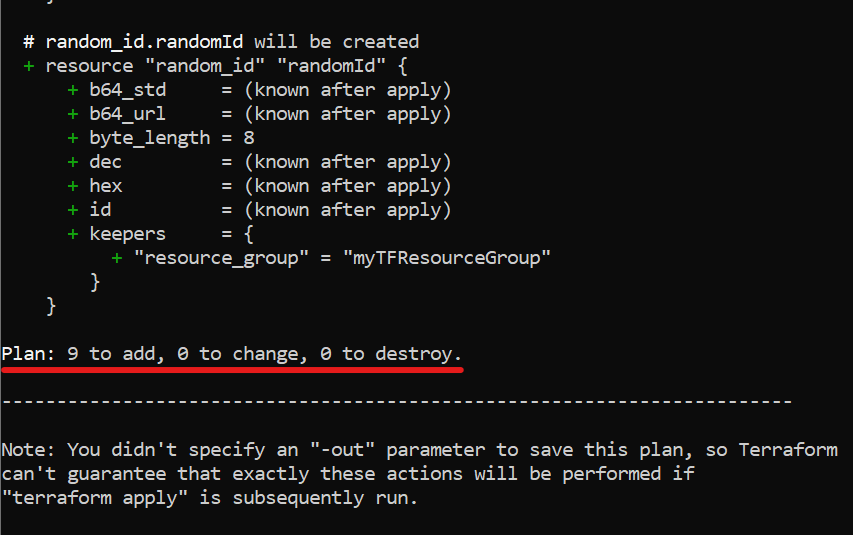 }
# random_id.randomId will be created
+ resource "random_id" "randomId" {
+ b64_std = (known after apply)
+ b64_url = (known after apply)
+ byte_length = 8
+ dec = (known after apply)
+ hex = (known after apply)
+ id = (known after apply)
+ keepers = {
+ "resource_group" = "myTFResourceGroup"
}
}
Plan: 9 to add, 0 to change, 0 to destroy.
------------------------------------------------------------------------
Note: You didn't specify an "-out" parameter to save this plan, so Terraform
can't guarantee that exactly these actions will be performed if
"terraform apply" is subsequently run.